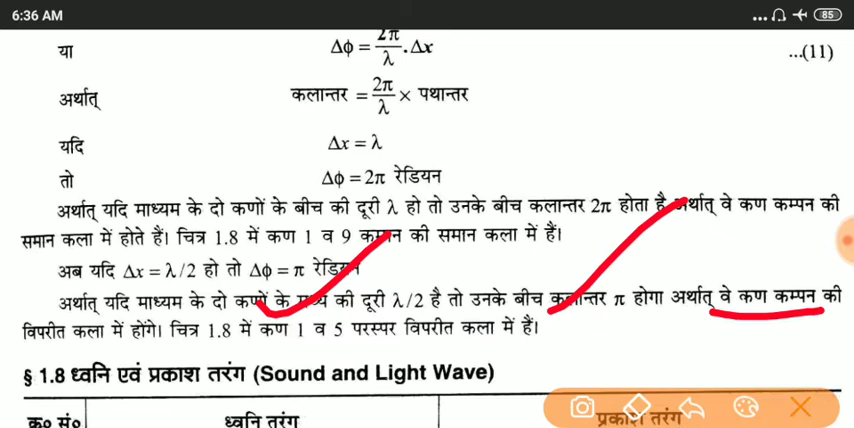 6:36 AM
85
या Δϕ = 2π/λ . Δx ...(11)
अर्थात् कलान्तर = 2π/λ × पथान्तर
यदि Δx = λ
तो Δϕ = 2π रेडियन
अर्थात् यदि माध्यम के दो कणों के बीच की दूरी λ हो तो उनके बीच कलान्तर 2π होता है अर्थात् वे कण कम्पन की
समान कला में होते हैं। चित्र 1.8 में कण 1 व 9 कम्पन की समान कला में हैं।
अब यदि Δx = λ/2 हो तो Δϕ = π रेडियन
अर्थात् यदि माध्यम के दो कणों के मध्य की दूरी λ/2 है तो उनके बीच कलान्तर π होगा अर्थात् वे कण कम्पन की
विपरीत कला में होंगे। चित्र 1.8 में कण 1 व 5 परस्पर विपरीत कला में हैं।
§ 1.8 ध्वनि एवं प्रकाश तरंग (Sound and Light Wave)
क्र० सं० ध्वनि तरंग प्रकाश तरंग